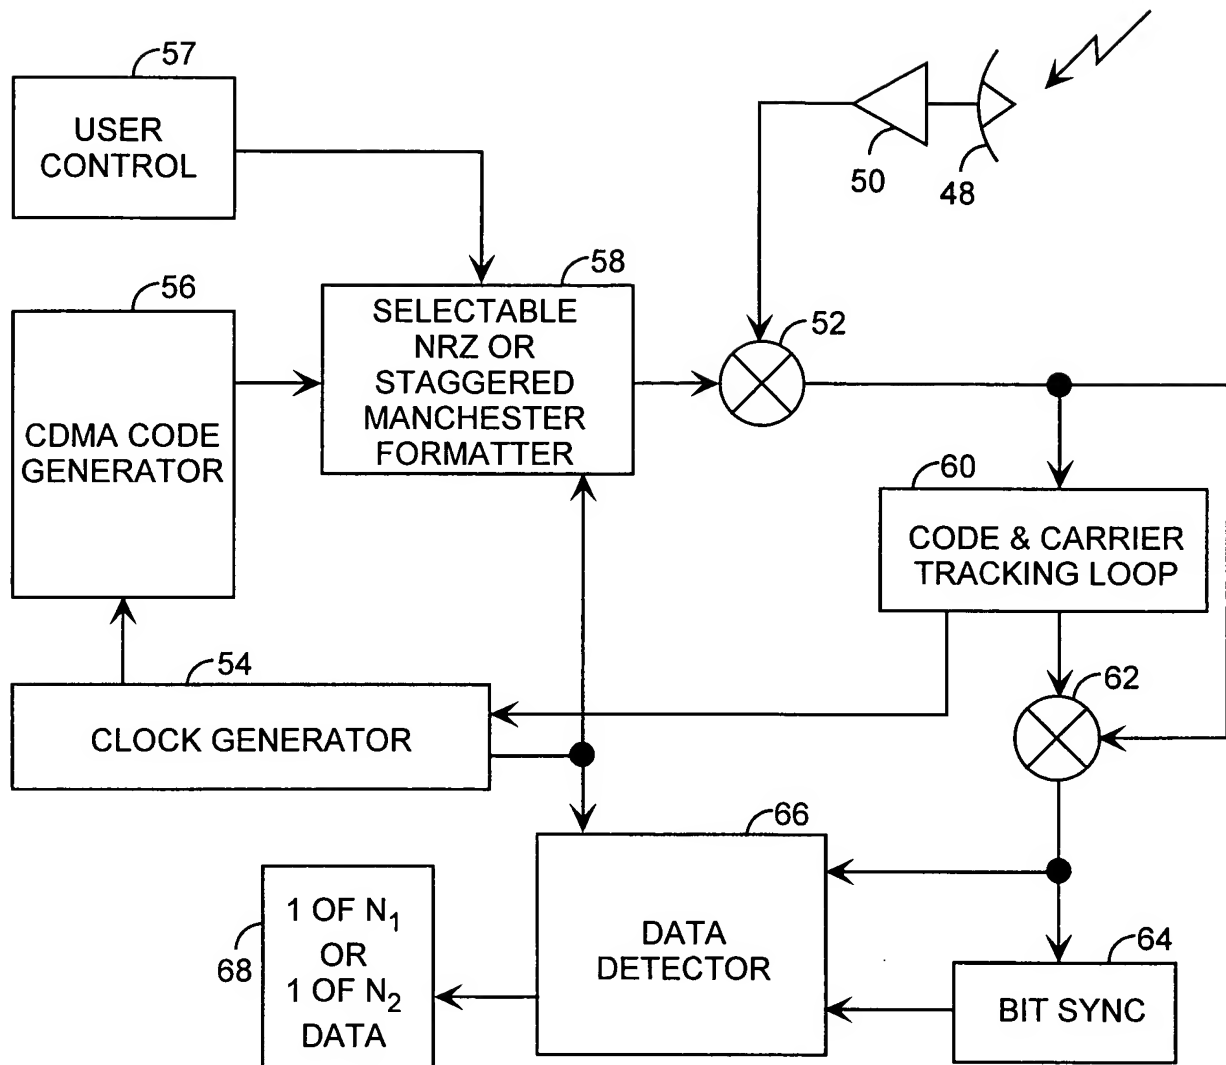 57
USER
CONTROL
50
48
56
CDMA CODE
GENERATOR
58
SELECTABLE
NRZ OR
STAGGERED
MANCHESTER
FORMATTER
52
60
CODE & CARRIER
TRACKING LOOP
54
CLOCK GENERATOR
62
66
DATA
DETECTOR
64
BIT SYNC
68
1 OF N1
OR
1 OF N2
DATA